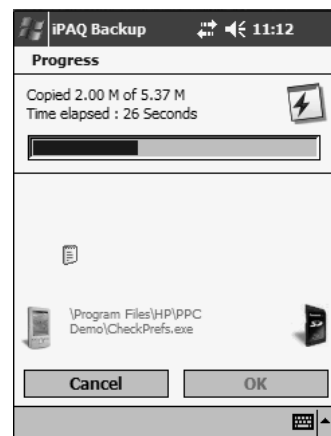 iPAQ Backup 11:12
Progress
Copied 2.00 M of 5.37 M
Time elapsed : 26 Seconds
\Program Files\HP\PPC
Demo\CheckPrefs.exe
Cancel OK